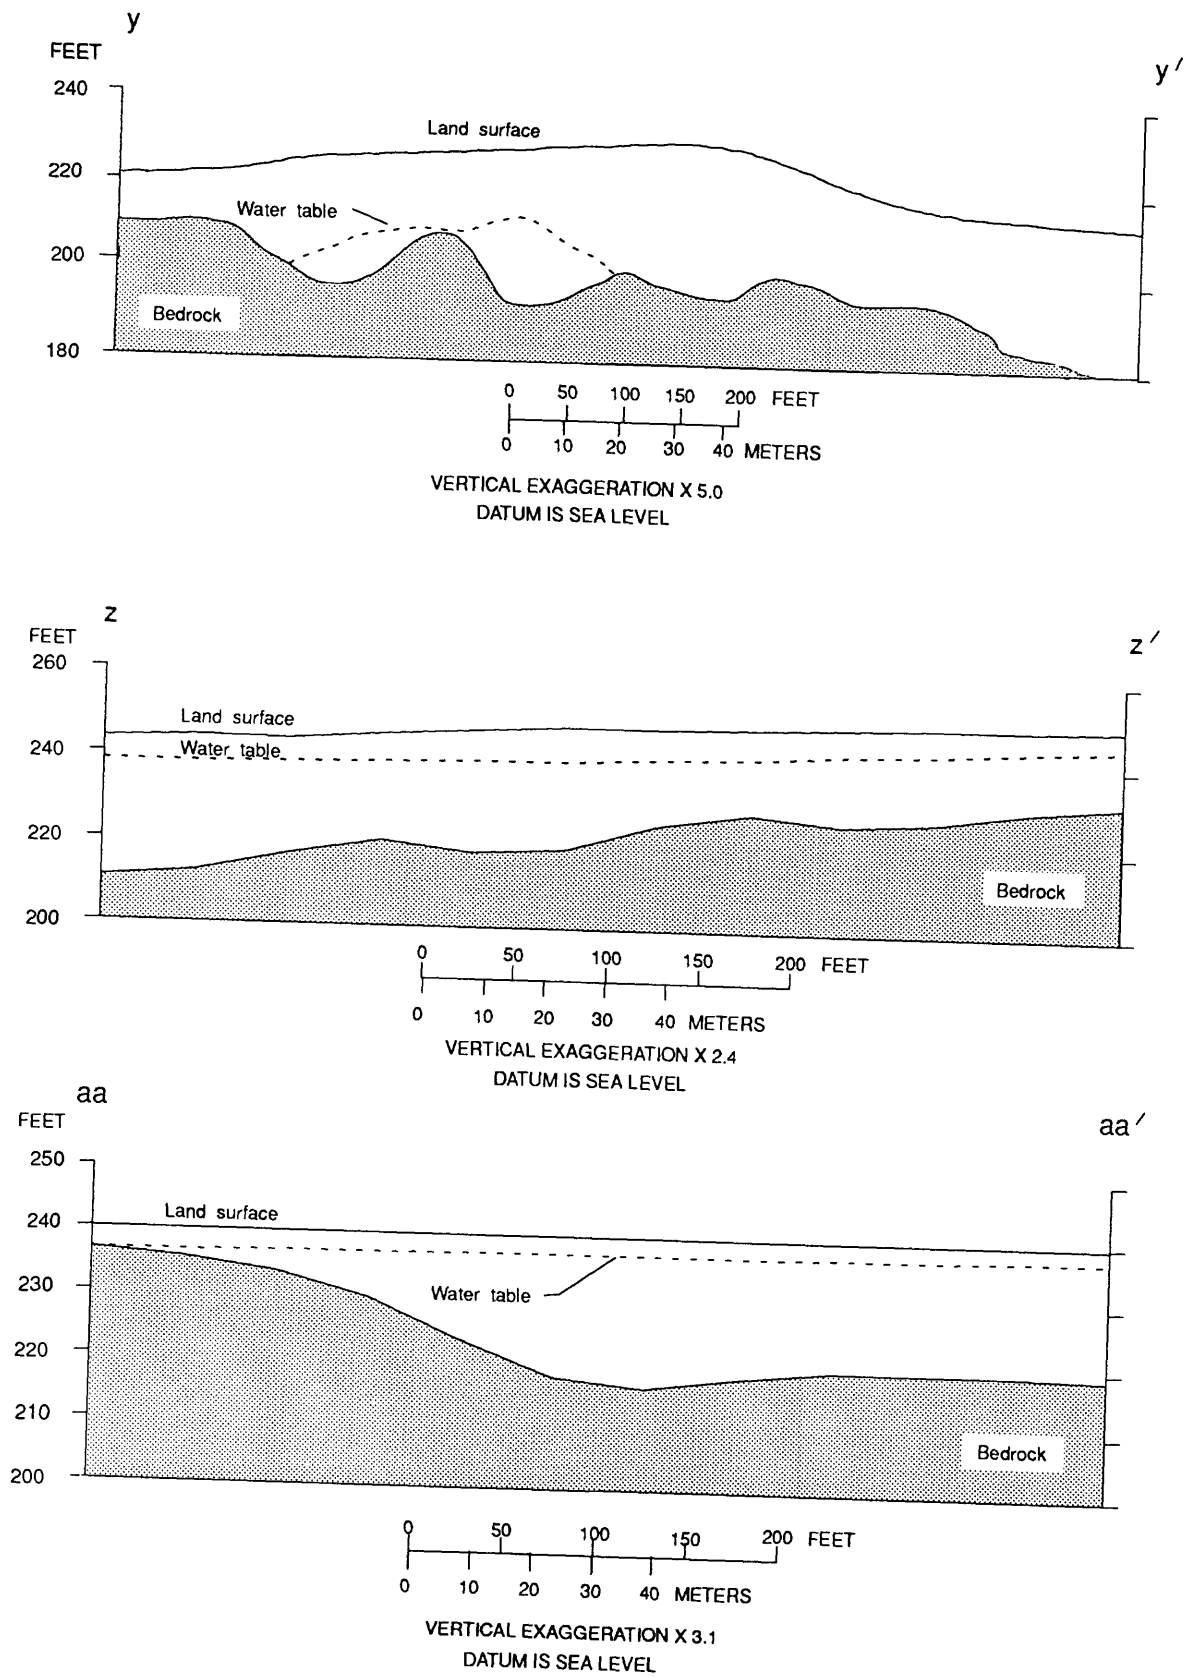 y
FEET
y′
240
Land surface
220
Water table
200
Bedrock
180
0 50 100 150 200 FEET
0 10 20 30 40 METERS
VERTICAL EXAGGERATION X 5.0
DATUM IS SEA LEVEL
z
FEET
z′
260
Land surface
240
Water table
220
Bedrock
200
0 50 100 150 200 FEET
0 10 20 30 40 METERS
VERTICAL EXAGGERATION X 2.4
DATUM IS SEA LEVEL
aa
FEET
aa′
250
Land surface
240
230
Water table
220
210
Bedrock
200
0 50 100 150 200 FEET
0 10 20 30 40 METERS
VERTICAL EXAGGERATION X 3.1
DATUM IS SEA LEVEL